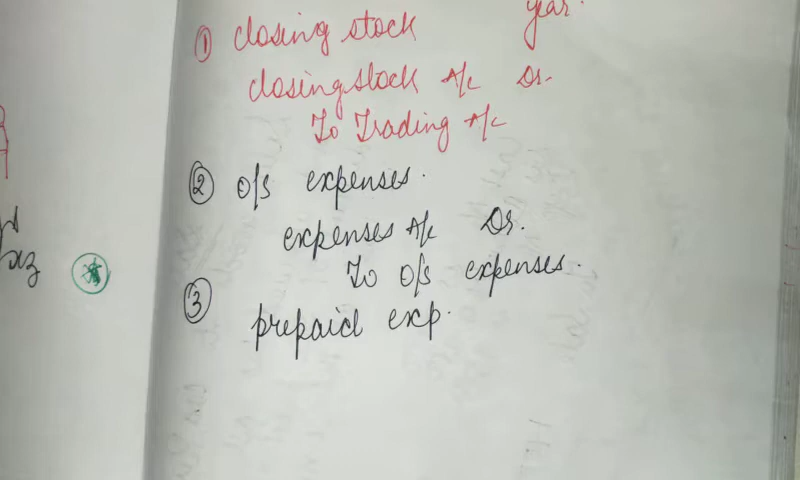 year.
① closing stock
closing stock A/c Dr.
To Trading A/c
② o/s expenses.
expenses A/c Dr.
To o/s expenses.
③
prepaid exp.